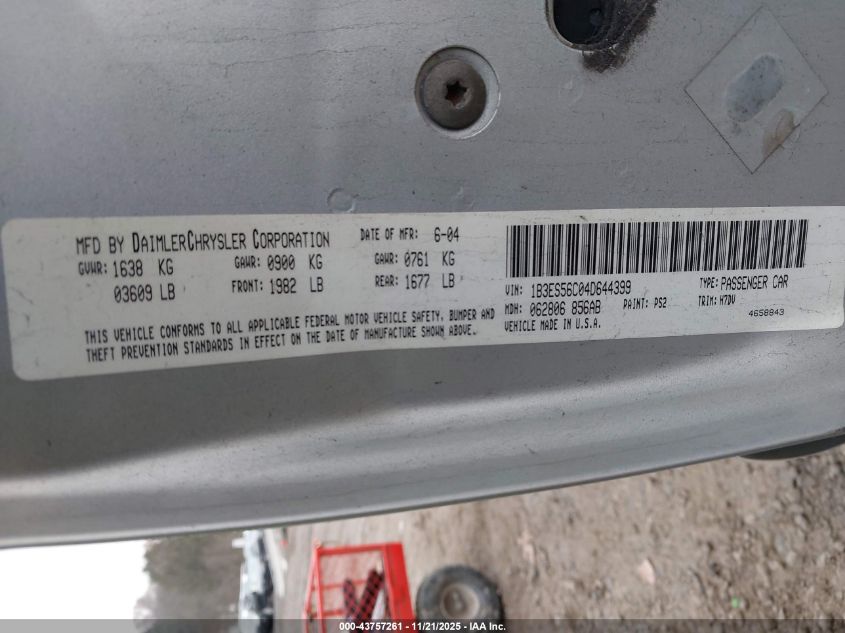 MFD BY DAIMLERCHRYSLER CORPORATION DATE OF MFR: 6-04
GVWR: 1638 KG GAWR: 0900 KG GAWR: 0761 KG
03609 LB FRONT: 1982 LB REAR: 1677 LB
THIS VEHICLE CONFORMS TO ALL APPLICABLE FEDERAL MOTOR VEHICLE SAFETY, BUMPER AND
THEFT PREVENTION STANDARDS IN EFFECT ON THE DATE OF MANUFACTURE SHOWN ABOVE.
VIN: 1B3ES56C04D644399 TYPE: PASSENGER CAR
MDH: 062806 856AB PAINT: PS2 TRIM: H7DV
VEHICLE MADE IN U.S.A. 4658843
000-43757261 - 11/21/2025 - IAA Inc.